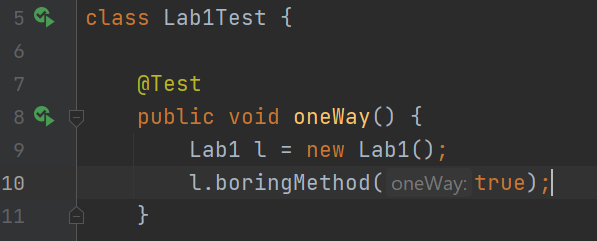 5 class Lab1Test {
6
7 @Test
8 public void oneWay() {
9 Lab1 l = new Lab1();
10 l.boringMethod( oneWay: true);
11 }